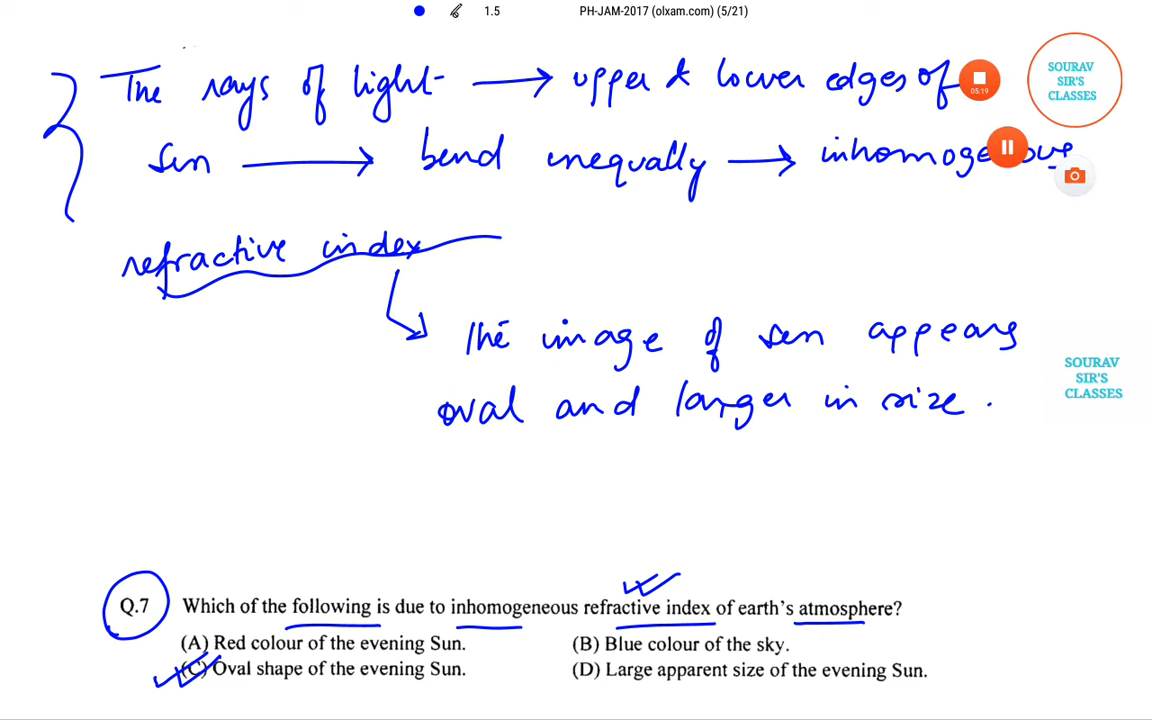 1.5 PH-JAM-2017 (olxam.com) (5/21)
The rays of light → upper & lower edges of
05:19
SOURAV
SIR'S
CLASSES
sun → bend unequally → inhomogeneous
refractive index
The image of sun appears
oval and larger in size.
SOURAV
SIR'S
CLASSES
Q.7 Which of the following is due to inhomogeneous refractive index of earth's atmosphere?
(A) Red colour of the evening Sun. (B) Blue colour of the sky.
(C) Oval shape of the evening Sun. (D) Large apparent size of the evening Sun.